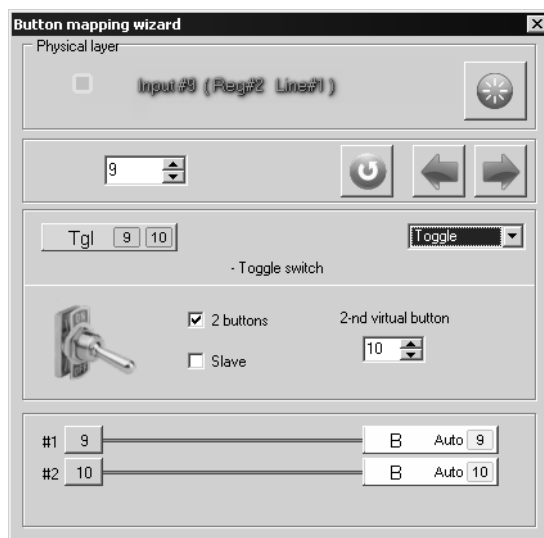 Button mapping wizard
Physical layer
Input#9 ( Reg#2 Line#1 )
9
Tgl 9 10 Toggle
- Toggle switch
2 buttons 2-nd virtual button
Slave 10
#1 9 B Auto 9
#2 10 B Auto 10